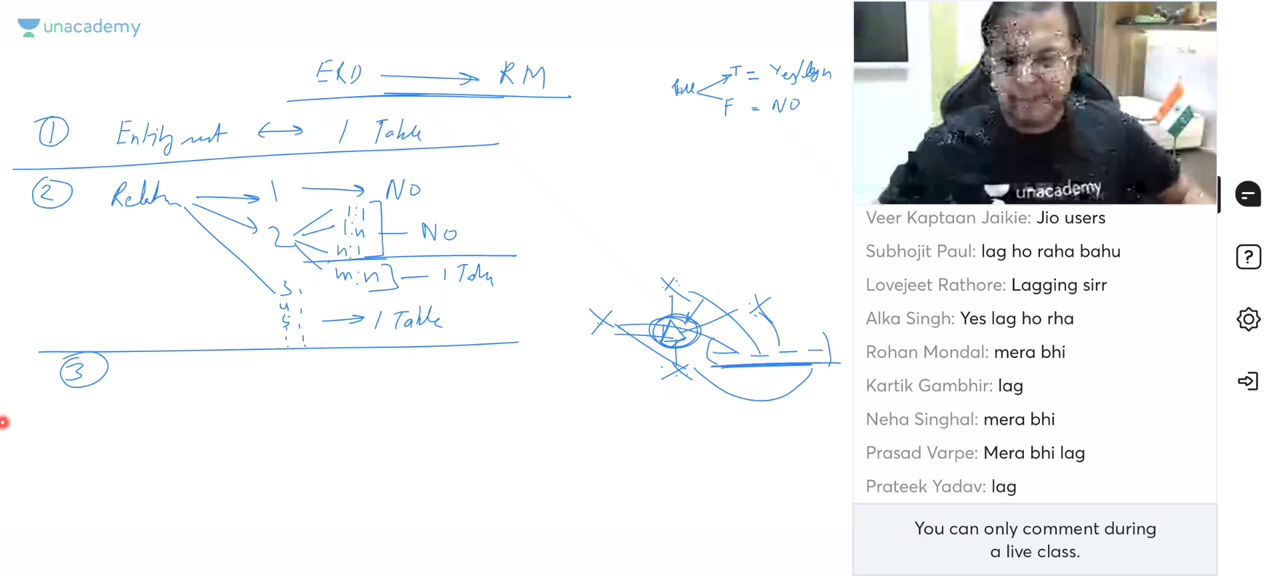 unacademy
ERD → RM
T = Yes/
F = NO
① Entity set ↔ 1 Table
② Relation → 1 → NO
2 1:1
1:n NO
n:1
m:n — 1 Table
3
4
5 → 1 Table
③
unacademy
Veer Kaptaan Jaikie: Jio users
Subhojit Paul: lag ho raha bahu
Lovejeet Rathore: Lagging sirr
Alka Singh: Yes lag ho rha
Rohan Mondal: mera bhi
Kartik Gambhir: lag
Neha Singhal: mera bhi
Prasad Varpe: Mera bhi lag
Prateek Yadav: lag
You can only comment during
a live class.